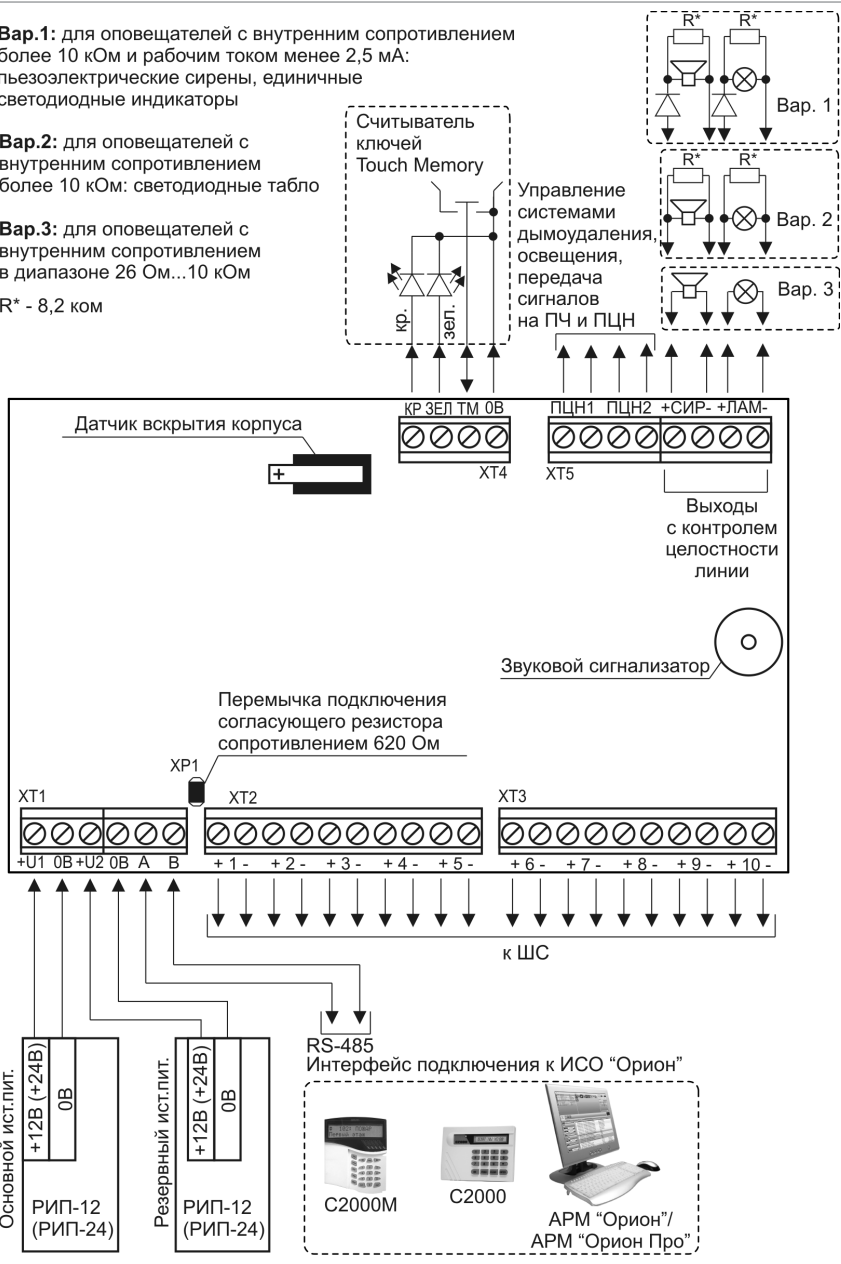 Вар.1: для оповещателей с внутренним сопротивлением
более 10 кОм и рабочим током менее 2,5 мА:
пьезоэлектрические сирены, единичные
светодиодные индикаторы
Вар.2: для оповещателей с
внутренним сопротивлением
более 10 кОм: светодиодные табло
Вар.3: для оповещателей с
внутренним сопротивлением
в диапазоне 26 Ом...10 кОм
R* - 8,2 ком
Считыватель
ключей
Touch Memory
кр.
зел.
Управление
системами
дымоудаления,
освещения,
передача
сигналов
на ПЧ и ПЦН
R* R*
Вар. 1
R* R*
Вар. 2
Вар. 3
КР ЗЕЛ ТМ 0В
XT4
ПЦН1 ПЦН2 +СИР- +ЛАМ-
XT5
Датчик вскрытия корпуса
+
Выходы
с контролем
целостности
линии
Звуковой сигнализатор
Перемычка подключения
согласующего резистора
сопротивлением 620 Ом
XP1
XT1
XT2
XT3
+U1 0В +U2 0В A B
+ 1 - + 2 - + 3 - + 4 - + 5 -
+ 6 - + 7 - + 8 - + 9 - + 10 -
к ШС
RS-485
Интерфейс подключения к ИСО “Орион”
Основной ист.пит.
+12В (+24В)
0В
РИП-12
(РИП-24)
Резервный ист.пит.
+12В (+24В)
0В
РИП-12
(РИП-24)
С2000М
С2000
АРМ “Орион”/
АРМ “Орион Про”